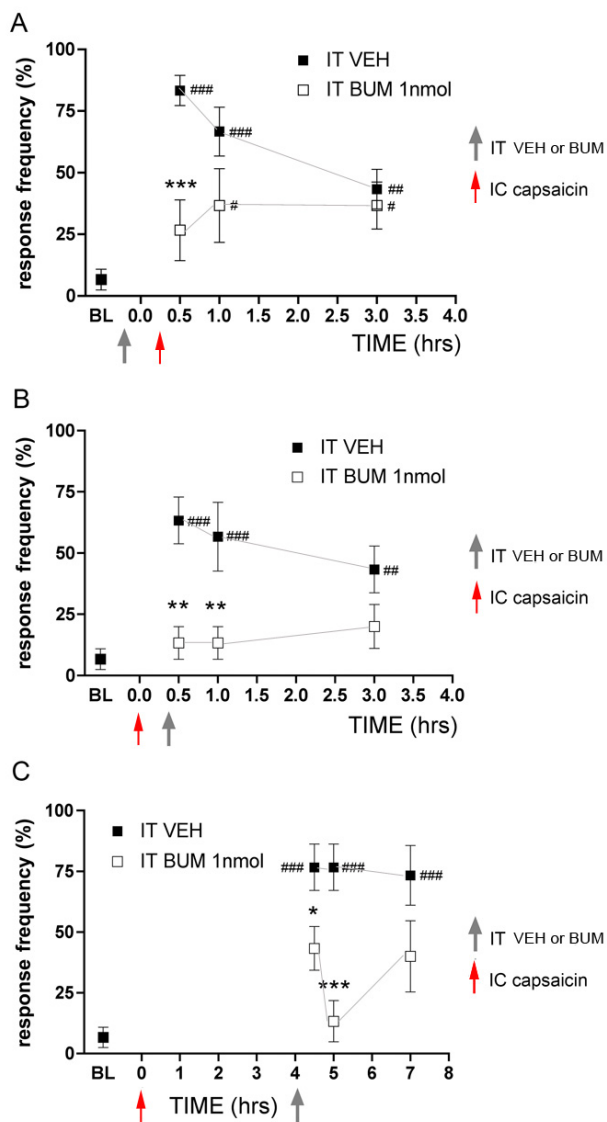 A
100
75
50
25
0
response frequency (%)
IT VEH
IT BUM 1nmol
###
###
##
***
#
#
IT VEH or BUM
IC capsaicin
BL 0.0 0.5 1.0 1.5 2.0 2.5 3.0 3.5 4.0
TIME (hrs)
B
100
75
50
25
0
response frequency (%)
IT VEH
IT BUM 1nmol
###
###
##
** **
IT VEH or BUM
IC capsaicin
BL 0.0 0.5 1.0 1.5 2.0 2.5 3.0 3.5 4.0
TIME (hrs)
C
100
75
50
25
0
response frequency (%)
IT VEH
IT BUM 1nmol
### ### ###
*
***
IT VEH or BUM
IC capsaicin
BL 0 1 2 3 4 5 6 7 8
TIME (hrs)